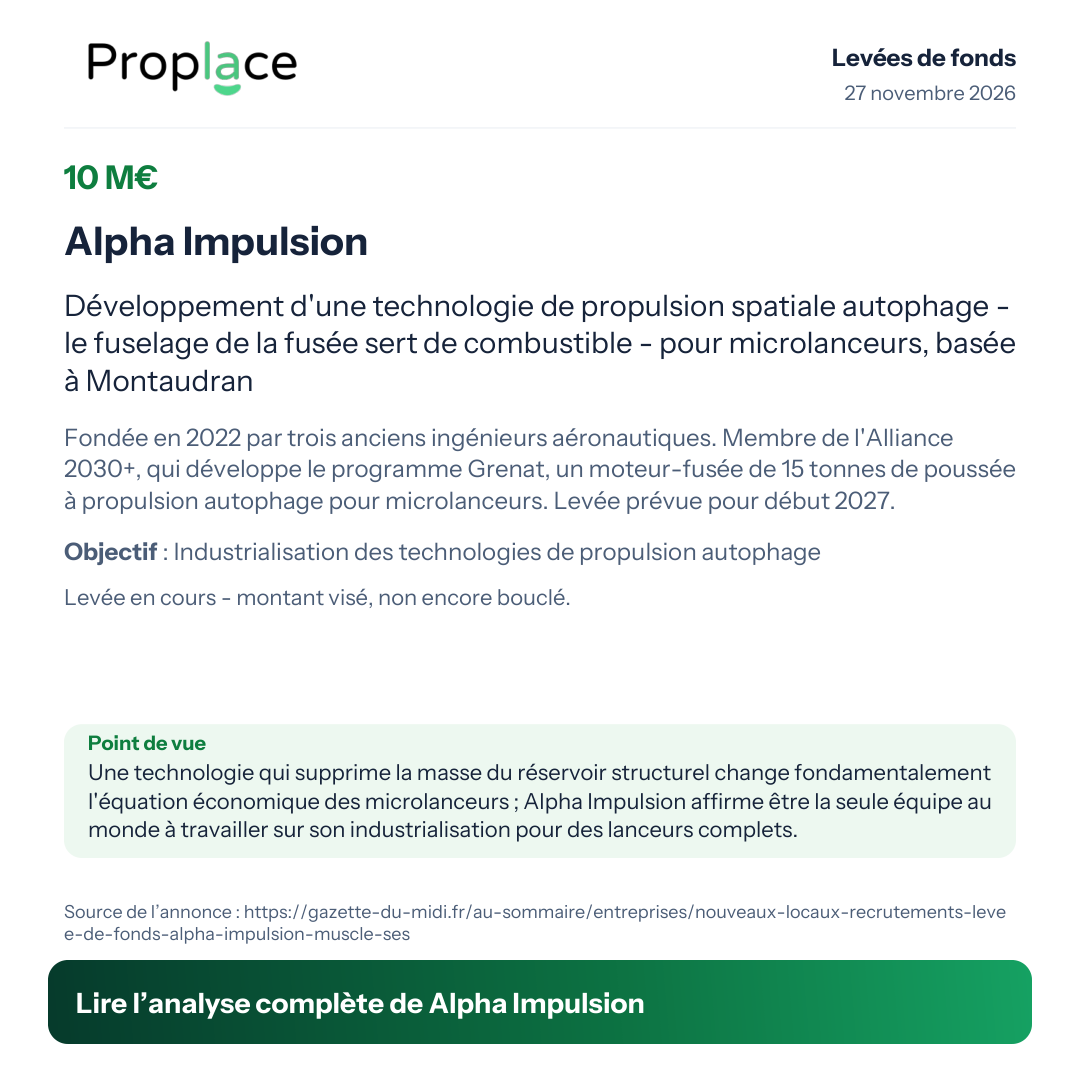 Proplace
Levées de fonds
27 novembre 2026
10 M€
Alpha Impulsion
Développement d'une technologie de propulsion spatiale autophage -
le fuselage de la fusée sert de combustible - pour microlanceurs, basée
à Montaudran
Fondée en 2022 par trois anciens ingénieurs aéronautiques. Membre de l'Alliance
2030+, qui développe le programme Grenat, un moteur-fusée de 15 tonnes de poussée
à propulsion autophage pour microlanceurs. Levée prévue pour début 2027.
Objectif : Industrialisation des technologies de propulsion autophage
Levée en cours - montant visé, non encore bouclé.
Point de vue
Une technologie qui supprime la masse du réservoir structurel change fondamentalement
l'équation économique des microlanceurs ; Alpha Impulsion affirme être la seule équipe au
monde à travailler sur son industrialisation pour des lanceurs complets.
Source de l’annonce : https://gazette-du-midi.fr/au-sommaire/entreprises/nouveaux-locaux-recrutements-leve
e-de-fonds-alpha-impulsion-muscle-ses
Lire l’analyse complète de Alpha Impulsion